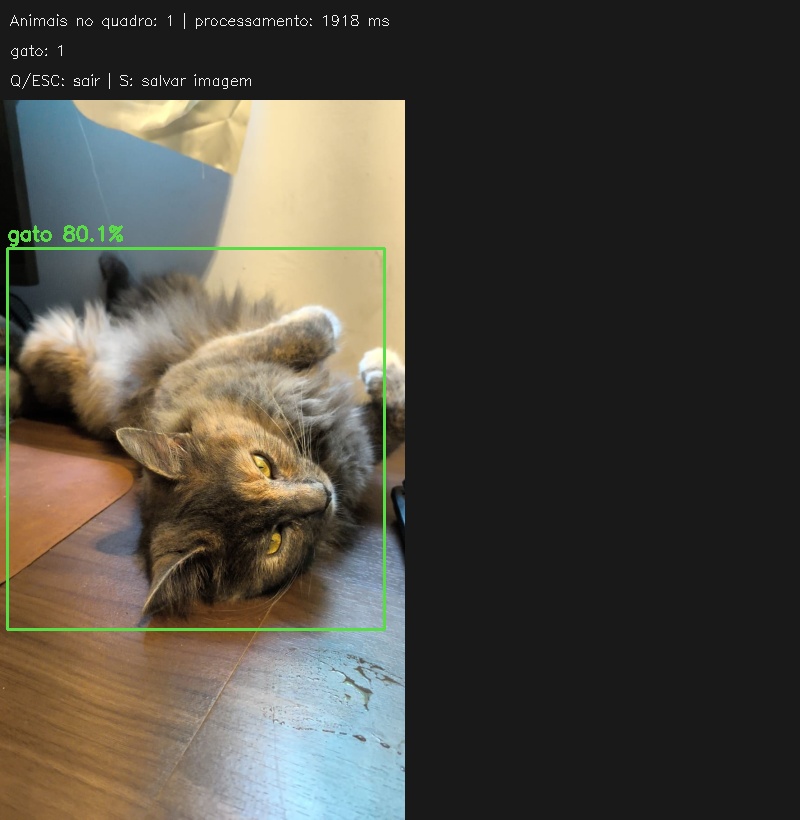 Animais no quadro: 1 | processamento: 1918 ms
gato: 1
Q/ESC: sair | S: salvar imagem
gato 80.1%